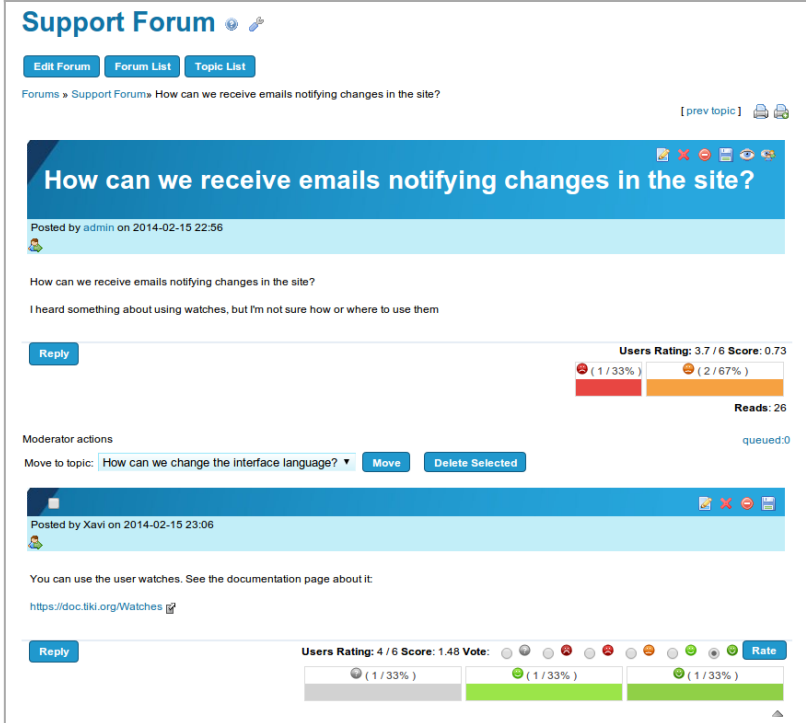 Support Forum
Edit Forum Forum List Topic List
Forums » Support Forum» How can we receive emails notifying changes in the site?
[ prev topic ]
How can we receive emails notifying changes in the site?
Posted by admin on 2014-02-15 22:56
How can we receive emails notifying changes in the site?
I heard something about using watches, but I'm not sure how or where to use them
Reply
Users Rating: 3.7 / 6 Score: 0.73
( 1 / 33% ) ( 2 / 67% )
Reads: 26
Moderator actions
queued:0
Move to topic: How can we change the interface language? Move Delete Selected
Posted by Xavi on 2014-02-15 23:06
You can use the user watches. See the documentation page about it:
https://doc.tiki.org/Watches
Reply Users Rating: 4 / 6 Score: 1.48 Vote: Rate
( 1 / 33% ) ( 1 / 33% ) ( 1 / 33% )